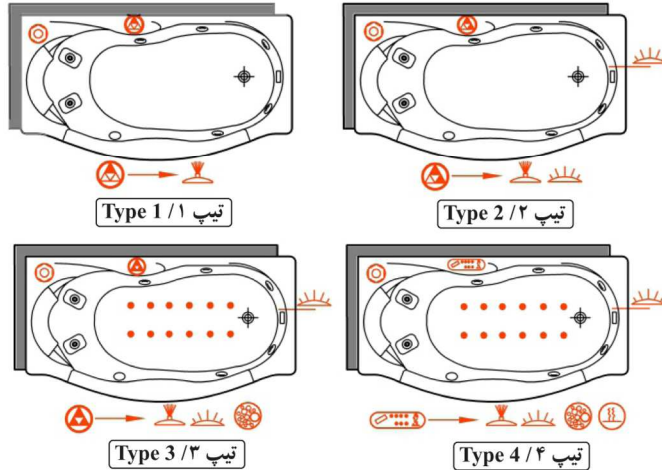 تیپ ۱ / Type 1
تیپ ۲ / Type 2
تیپ ۳ / Type 3
تیپ ۴ / Type 4